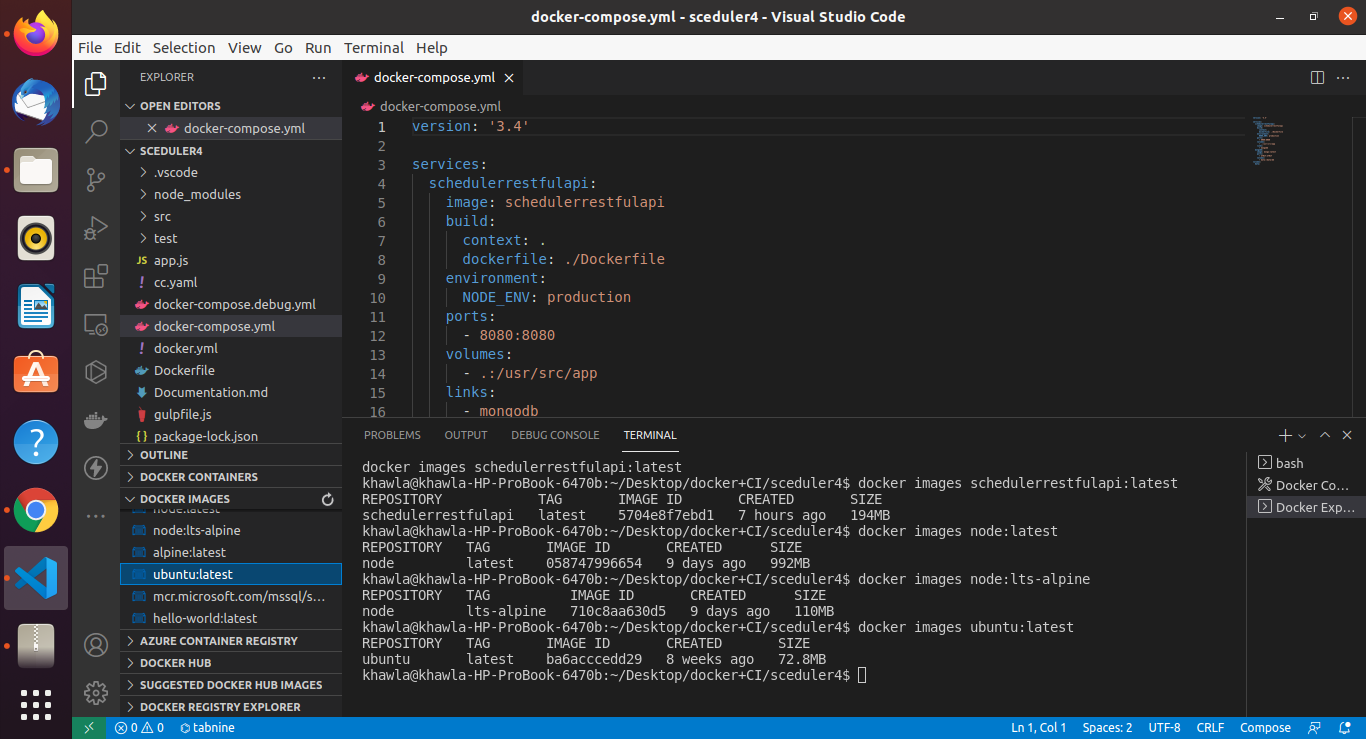 docker-compose.yml - sceduler4 - Visual Studio Code
File Edit Selection View Go Run Terminal Help
EXPLORER
OPEN EDITORS
docker-compose.yml
SCEDULER4
.vscode
node_modules
src
test
JS app.js
! cc.yaml
docker-compose.debug.yml
docker-compose.yml
! docker.yml
Dockerfile
Documentation.md
gulpfile.js
{} package-lock.json
OUTLINE
DOCKER CONTAINERS
DOCKER IMAGES
node:latest
node:lts-alpine
alpine:latest
ubuntu:latest
mcr.microsoft.com/mssql/s...
hello-world:latest
AZURE CONTAINER REGISTRY
DOCKER HUB
SUGGESTED DOCKER HUB IMAGES
DOCKER REGISTRY EXPLORER
docker-compose.yml
docker-compose.yml
1 version: '3.4'
2
3 services:
4 schedulerrestfulapi:
5 image: schedulerrestfulapi
6 build:
7 context: .
8 dockerfile: ./Dockerfile
9 environment:
10 NODE_ENV: production
11 ports:
12 - 8080:8080
13 volumes:
14 - .:/usr/src/app
15 links:
16 - mongodb
PROBLEMS OUTPUT DEBUG CONSOLE TERMINAL
docker images schedulerrestfulapi:latest
khawla@khawla-HP-ProBook-6470b:~/Desktop/docker+CI/sceduler4$ docker images schedulerrestfulapi:latest
REPOSITORY TAG IMAGE ID CREATED SIZE
schedulerrestfulapi latest 5704e8f7ebd1 7 hours ago 194MB
khawla@khawla-HP-ProBook-6470b:~/Desktop/docker+CI/sceduler4$ docker images node:latest
REPOSITORY TAG IMAGE ID CREATED SIZE
node latest 058747996654 9 days ago 992MB
khawla@khawla-HP-ProBook-6470b:~/Desktop/docker+CI/sceduler4$ docker images node:lts-alpine
REPOSITORY TAG IMAGE ID CREATED SIZE
node lts-alpine 710c8aa630d5 9 days ago 110MB
khawla@khawla-HP-ProBook-6470b:~/Desktop/docker+CI/sceduler4$ docker images ubuntu:latest
REPOSITORY TAG IMAGE ID CREATED SIZE
ubuntu latest ba6acccedd29 8 weeks ago 72.8MB
khawla@khawla-HP-ProBook-6470b:~/Desktop/docker+CI/sceduler4$
bash
Docker Co...
Docker Exp...
0 0 tabnine
Ln 1, Col 1 Spaces: 2 UTF-8 CRLF Compose